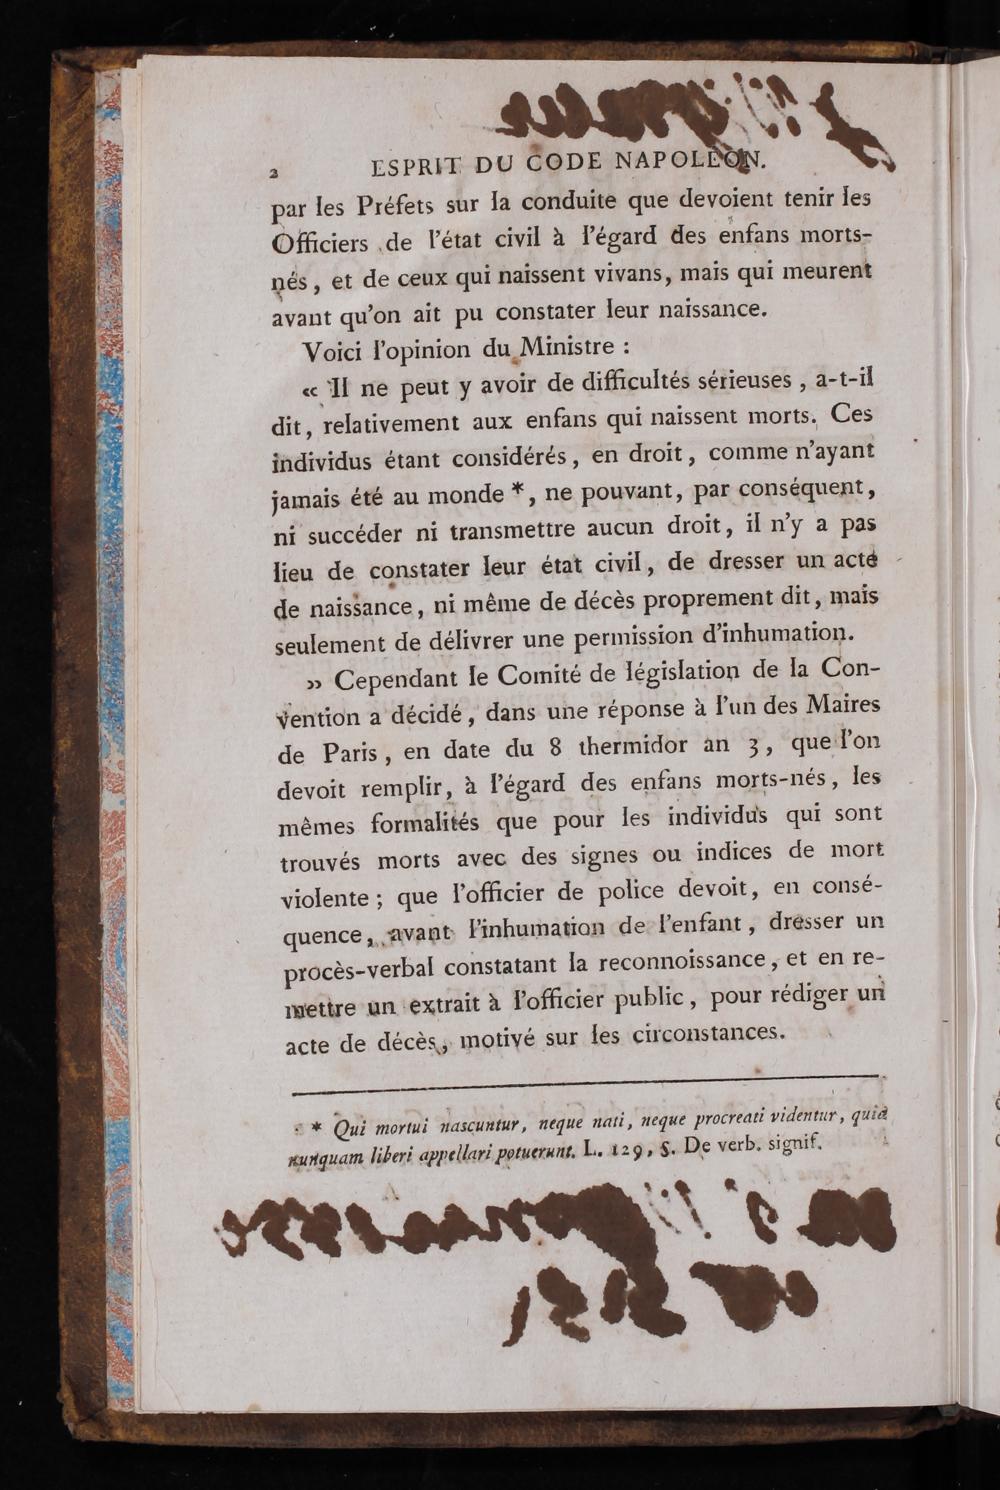 2 ESPRIT DU CODE NAPOLÉON.
par les Préfets sur la conduite que devoient tenir les
Officiers de l'état civil à l'égard des enfans morts-
nés, et de ceux qui naissent vivans, mais qui meurent
avant qu'on ait pu constater leur naissance.
Voici l'opinion du Ministre :
« Il ne peut y avoir de difficultés sérieuses, a-t-il
dit, relativement aux enfans qui naissent morts. Ces
individus étant considérés, en droit, comme n'ayant
jamais été au monde *, ne pouvant, par conséquent,
ni succéder ni transmettre aucun droit, il n'y a pas
lieu de constater leur état civil, de dresser un acte
de naissance, ni même de décès proprement dit, mais
seulement de délivrer une permission d'inhumation.
» Cependant le Comité de législation de la Con-
vention a décidé, dans une réponse à l'un des Maires
de Paris, en date du 8 thermidor an 3, que l'on
devoit remplir, à l'égard des enfans morts-nés, les
mêmes formalités que pour les individus qui sont
trouvés morts avec des signes ou indices de mort
violente ; que l'officier de police devoit, en consé-
quence, avant l'inhumation de l'enfant, dresser un
procès-verbal constatant la reconnoissance, et en re-
mettre un extrait à l'officier public, pour rédiger un
acte de décès, motivé sur les circonstances.
* Qui mortui nascuntur, neque nati, neque procreati videntur, quia
nunquam liberi appellari potuerunt. L. 129, §. De verb. signif.